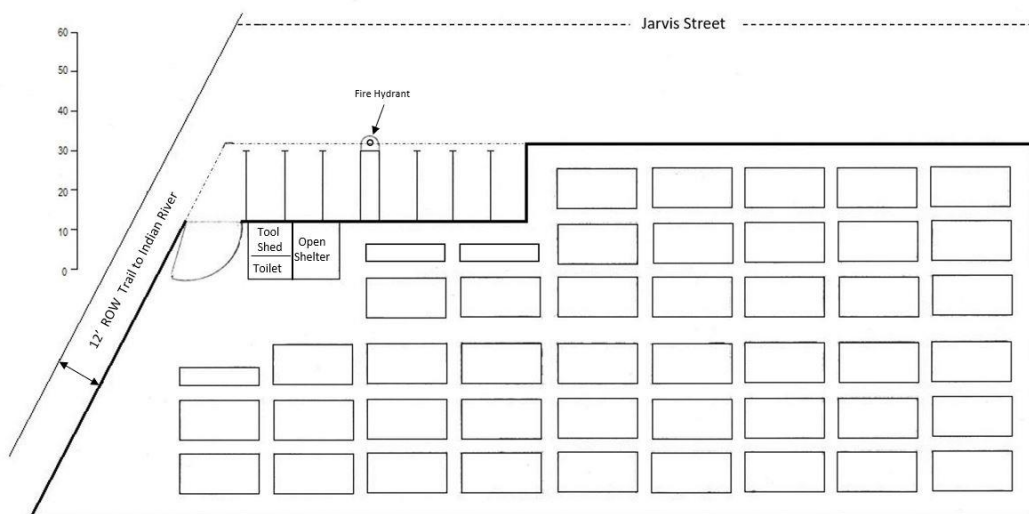 Jarvis Street
60
50
40
30
20
10
0
Fire Hydrant
12' ROW Trail to Indian River
Tool
Shed
Toilet
Open
Shelter